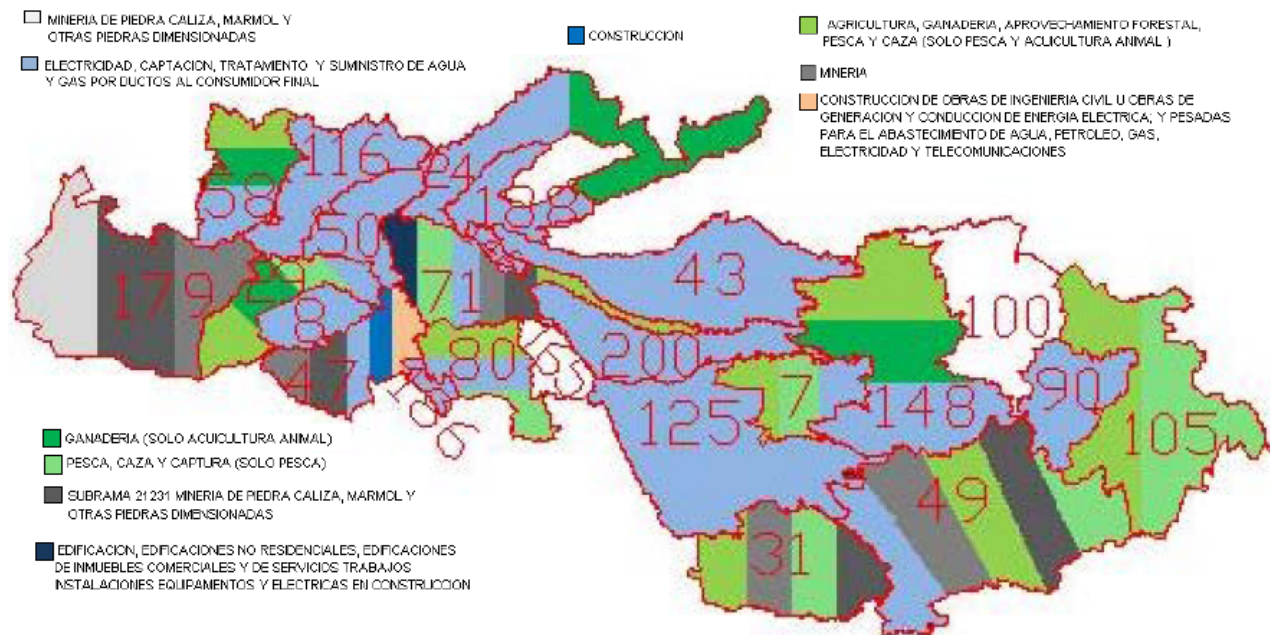 MINERIA DE PIEDRA CALIZA, MARMOL Y
OTRAS PIEDRAS DIMENSIONADAS
ELECTRICIDAD, CAPTACION, TRATAMIENTO Y SUMINISTRO DE AGUA
Y GAS POR DUCTOS AL CONSUMIDOR FINAL
CONSTRUCCION
AGRICULTURA, GANADERIA, APROVECHAMIENTO FORESTAL,
PESCA Y CAZA (SOLO PESCA Y ACUICULTURA ANIMAL )
MINERIA
CONSTRUCCION DE OBRAS DE INGENIERIA CIVIL U OBRAS DE
GENERACION Y CONDUCCION DE ENERGIA ELECTRICA; Y PESADAS
PARA EL ABASTECIMIENTO DE AGUA, PETROLEO, GAS,
ELECTRICIDAD Y TELECOMUNICACIONES
116
24
58
188
50
179
71
43
100
8
47
80
63
200
7
148
90
156
125
105
49
31
GANADERIA (SOLO ACUICULTURA ANIMAL)
PESCA, CAZA Y CAPTURA (SOLO PESCA)
SUBRAMA 21231 MINERIA DE PIEDRA CALIZA, MARMOL Y
OTRAS PIEDRAS DIMENSIONADAS
EDIFICACION, EDIFICACIONES NO RESIDENCIALES, EDIFICACIONES
DE INMUEBLES COMERCIALES Y DE SERVICIOS TRABAJOS
INSTALACIONES EQUIPAMENTOS Y ELECTRICAS EN CONSTRUCCION